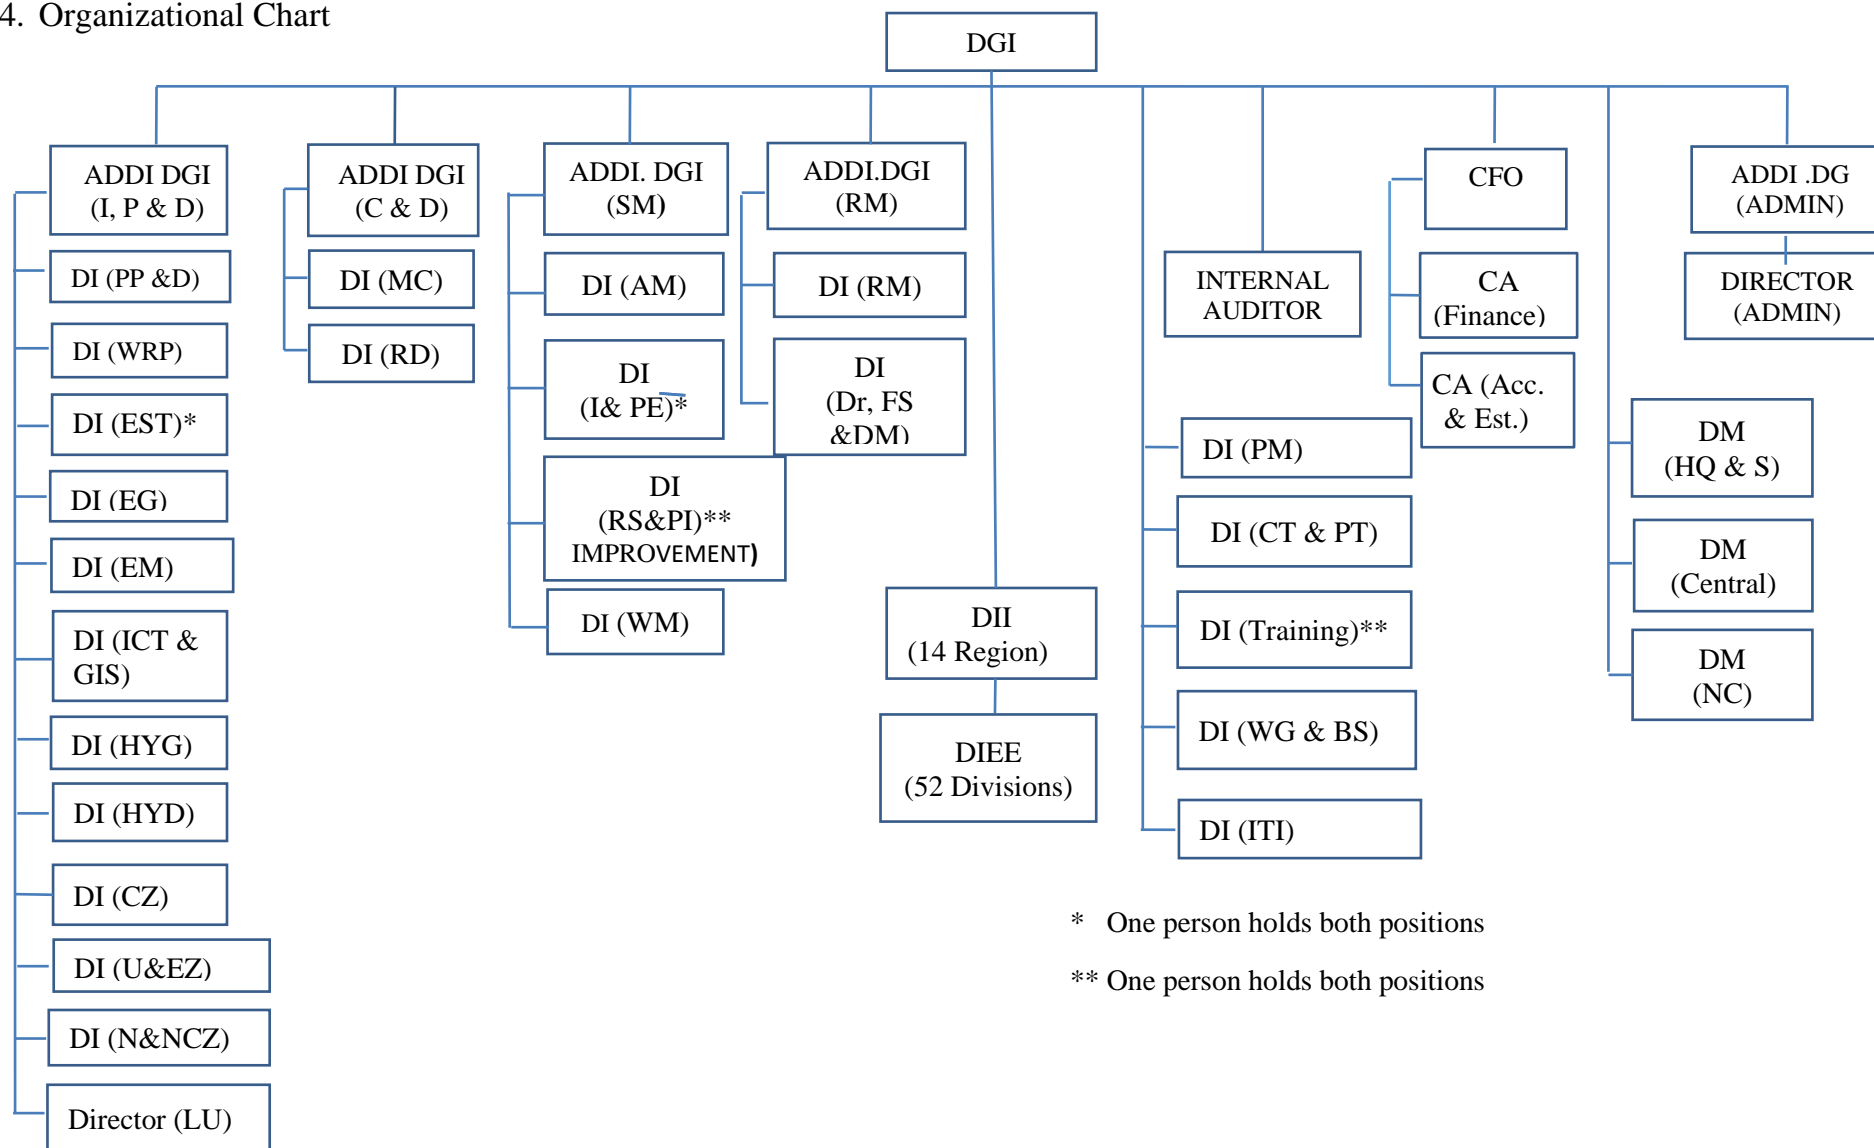 4. Organizational Chart
DGI
ADDI DGI
(I, P & D)
DI (PP &D)
DI (WRP)
DI (EST)*
DI (EG)
DI (EM)
DI (ICT &
GIS)
DI (HYG)
DI (HYD)
DI (CZ)
DI (U&EZ)
DI (N&NCZ)
Director (LU)
ADDI DGI
(C & D)
DI (MC)
DI (RD)
ADDI. DGI
(SM)
DI (AM)
DI
(I& PE)*
DI
(RS&PI)**
IMPROVEMENT)
DI (WM)
ADDI.DGI
(RM)
DI (RM)
DI
(Dr, FS
&DM)
DII
(14 Region)
DIEE
(52 Divisions)
DI (PM)
DI (CT & PT)
DI (Training)**
DI (WG & BS)
DI (ITI)
INTERNAL
AUDITOR
CFO
CA
(Finance)
CA (Acc.
& Est.)
DM
(HQ & S)
DM
(Central)
DM
(NC)
ADDI .DG
(ADMIN)
DIRECTOR
(ADMIN)
* One person holds both positions
** One person holds both positions